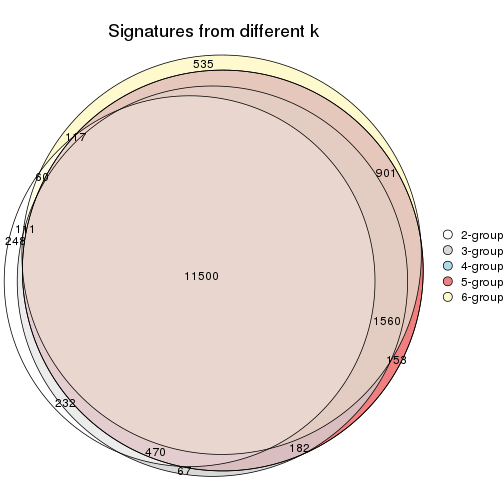 Signatures from different k
535
117
901
60
111
248
11500
1560
153
232
470
182
67
2-group
3-group
4-group
5-group
6-group